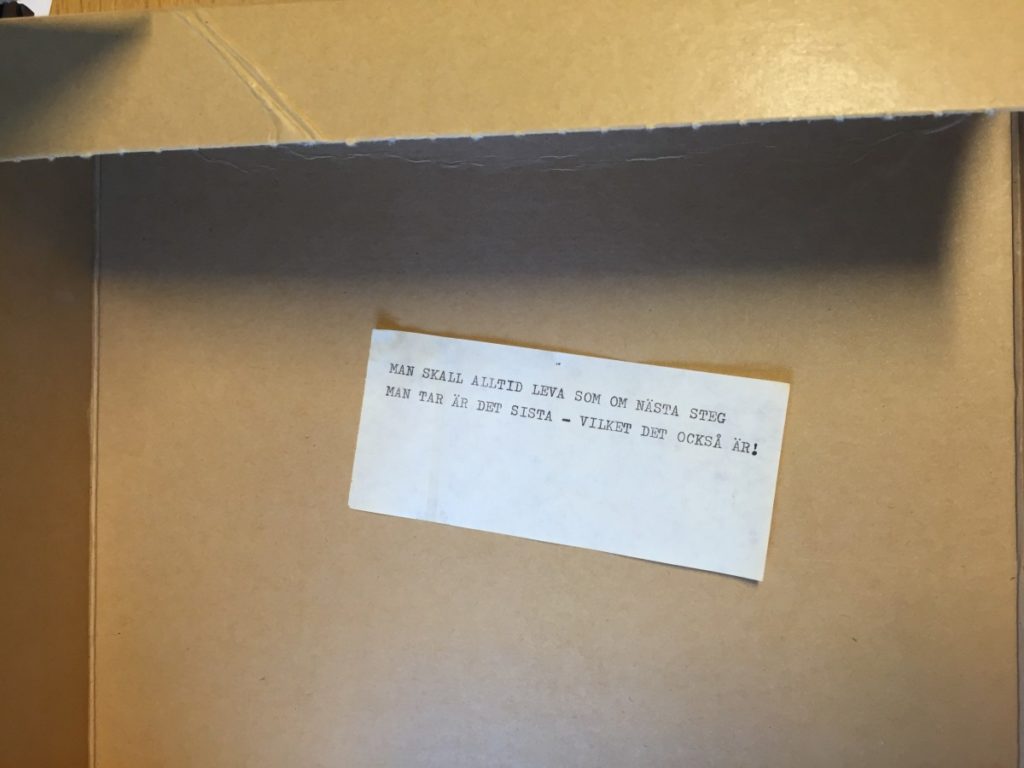 MAN SKALL ALLTID LEVA SOM OM NÄSTA STEG
MAN TAR ÄR DET SISTA - VILKET DET OCKSÅ ÄR!